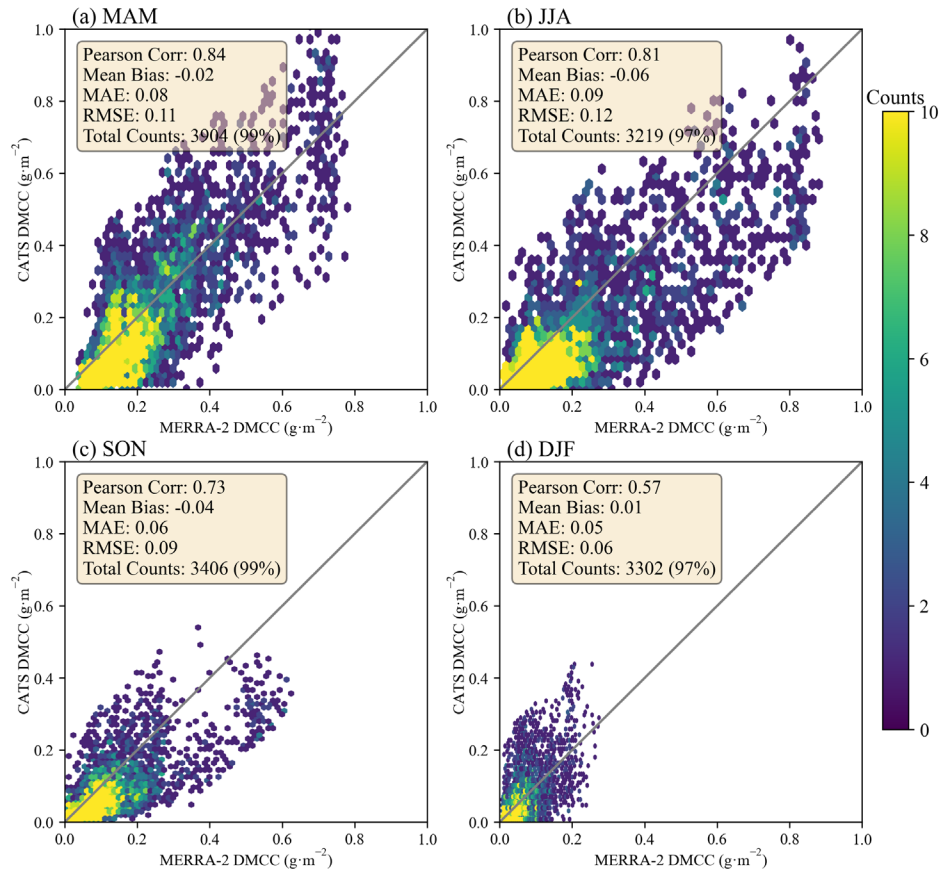 (a) MAM
Pearson Corr: 0.84
Mean Bias: -0.02
MAE: 0.08
RMSE: 0.11
Total Counts: 3904 (99%)
1.0
0.8
0.6
0.4
0.2
0.0
CATS DMCC (g·m⁻²)
0.0 0.2 0.4 0.6 0.8 1.0
MERRA-2 DMCC (g·m⁻²)
(b) JJA
Pearson Corr: 0.81
Mean Bias: -0.06
MAE: 0.09
RMSE: 0.12
Total Counts: 3219 (97%)
1.0
0.8
0.6
0.4
0.2
0.0
CATS DMCC (g·m⁻²)
0.0 0.2 0.4 0.6 0.8 1.0
MERRA-2 DMCC (g·m⁻²)
Counts
10
8
6
4
2
0
(c) SON
Pearson Corr: 0.73
Mean Bias: -0.04
MAE: 0.06
RMSE: 0.09
Total Counts: 3406 (99%)
1.0
0.8
0.6
0.4
0.2
0.0
CATS DMCC (g·m⁻²)
0.0 0.2 0.4 0.6 0.8 1.0
MERRA-2 DMCC (g·m⁻²)
(d) DJF
Pearson Corr: 0.57
Mean Bias: 0.01
MAE: 0.05
RMSE: 0.06
Total Counts: 3302 (97%)
1.0
0.8
0.6
0.4
0.2
0.0
CATS DMCC (g·m⁻²)
0.0 0.2 0.4 0.6 0.8 1.0
MERRA-2 DMCC (g·m⁻²)